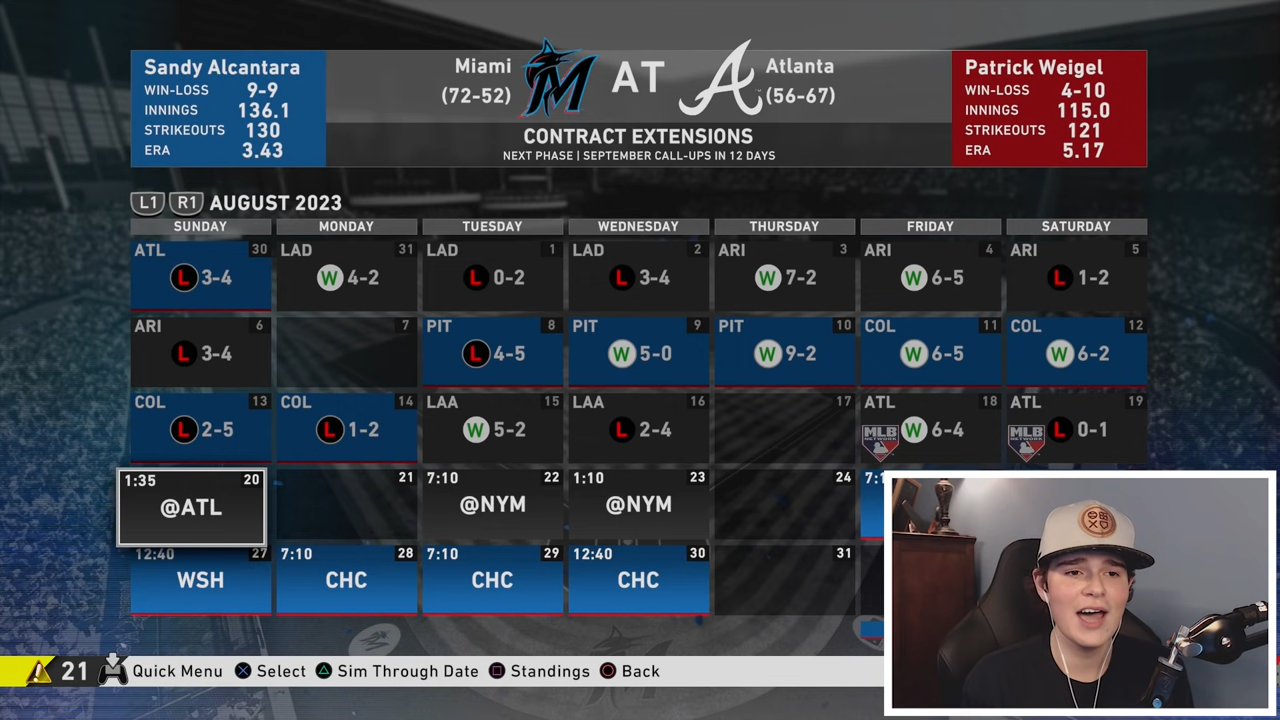 Sandy Alcantara
WIN-LOSS 9-9
INNINGS 136.1
STRIKEOUTS 130
ERA 3.43
Miami
(72-52)
AT
Atlanta
(56-67)
CONTRACT EXTENSIONS
NEXT PHASE | SEPTEMBER CALL-UPS IN 12 DAYS
Patrick Weigel
WIN-LOSS 4-10
INNINGS 115.0
STRIKEOUTS 121
ERA 5.17
L1 R1 AUGUST 2023
SUNDAY MONDAY TUESDAY WEDNESDAY THURSDAY FRIDAY SATURDAY
ATL 30 LAD 31 LAD 1 LAD 2 ARI 3 ARI 4 ARI 5
L 3-4 W 4-2 L 0-2 L 3-4 W 7-2 W 6-5 L 1-2
ARI 6 7 PIT 8 PIT 9 PIT 10 COL 11 COL 12
L 3-4 L 4-5 W 5-0 W 9-2 W 6-5 W 6-2
COL 13 COL 14 LAA 15 LAA 16 17 ATL 18 ATL 19
L 2-5 L 1-2 W 5-2 L 2-4 MLB NETWORK W 6-4 MLB NETWORK L 0-1
1:35 20 21 7:10 22 1:10 23 24
@ATL @NYM @NYM
12:40 27 7:10 28 7:10 29 12:40 30 31
WSH CHC CHC CHC
21 Quick Menu Select Sim Through Date Standings Back